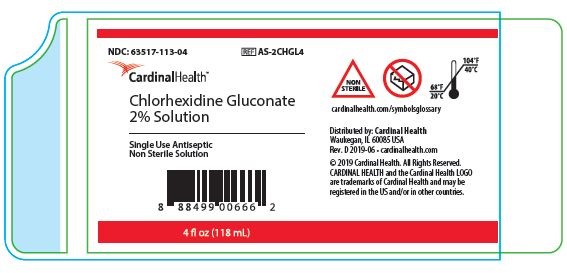 NDC: 63517-113-04
REF AS-2CHGL4
CardinalHealth™
Chlorhexidine Gluconate
2% Solution
Single Use Antiseptic
Non Sterile Solution
8 88499 00666 2
4 fl oz (118 mL)
NON
STERILE
68°F
20°C
104°F
40°C
cardinalhealth.com/symbolsglossary
Distributed by: Cardinal Health
Waukegan, IL 60085 USA
Rev. D 2019-06 • cardinalhealth.com
© 2019 Cardinal Health. All Rights Reserved.
CARDINAL HEALTH and the Cardinal Health LOGO
are trademarks of Cardinal Health and may be
registered in the US and/or in other countries.